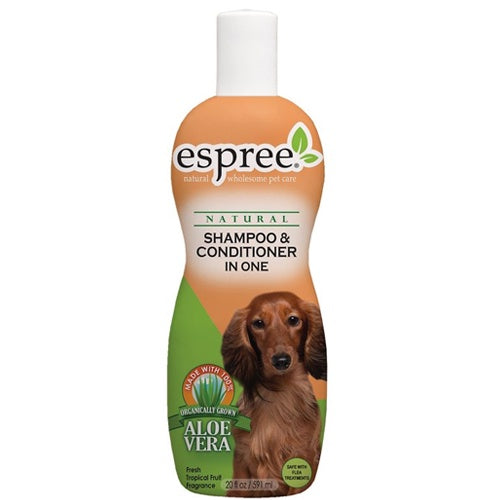 espree®
natural wholesome pet care
NATURAL
SHAMPOO &
CONDITIONER
IN ONE
MADE WITH 100%
ORGANICALLY GROWN
ALOE
VERA
Fresh
Tropical Fruit
Fragrance
20 fl oz / 591 ml
SAFE WITH
FLEA
TREATMENTS